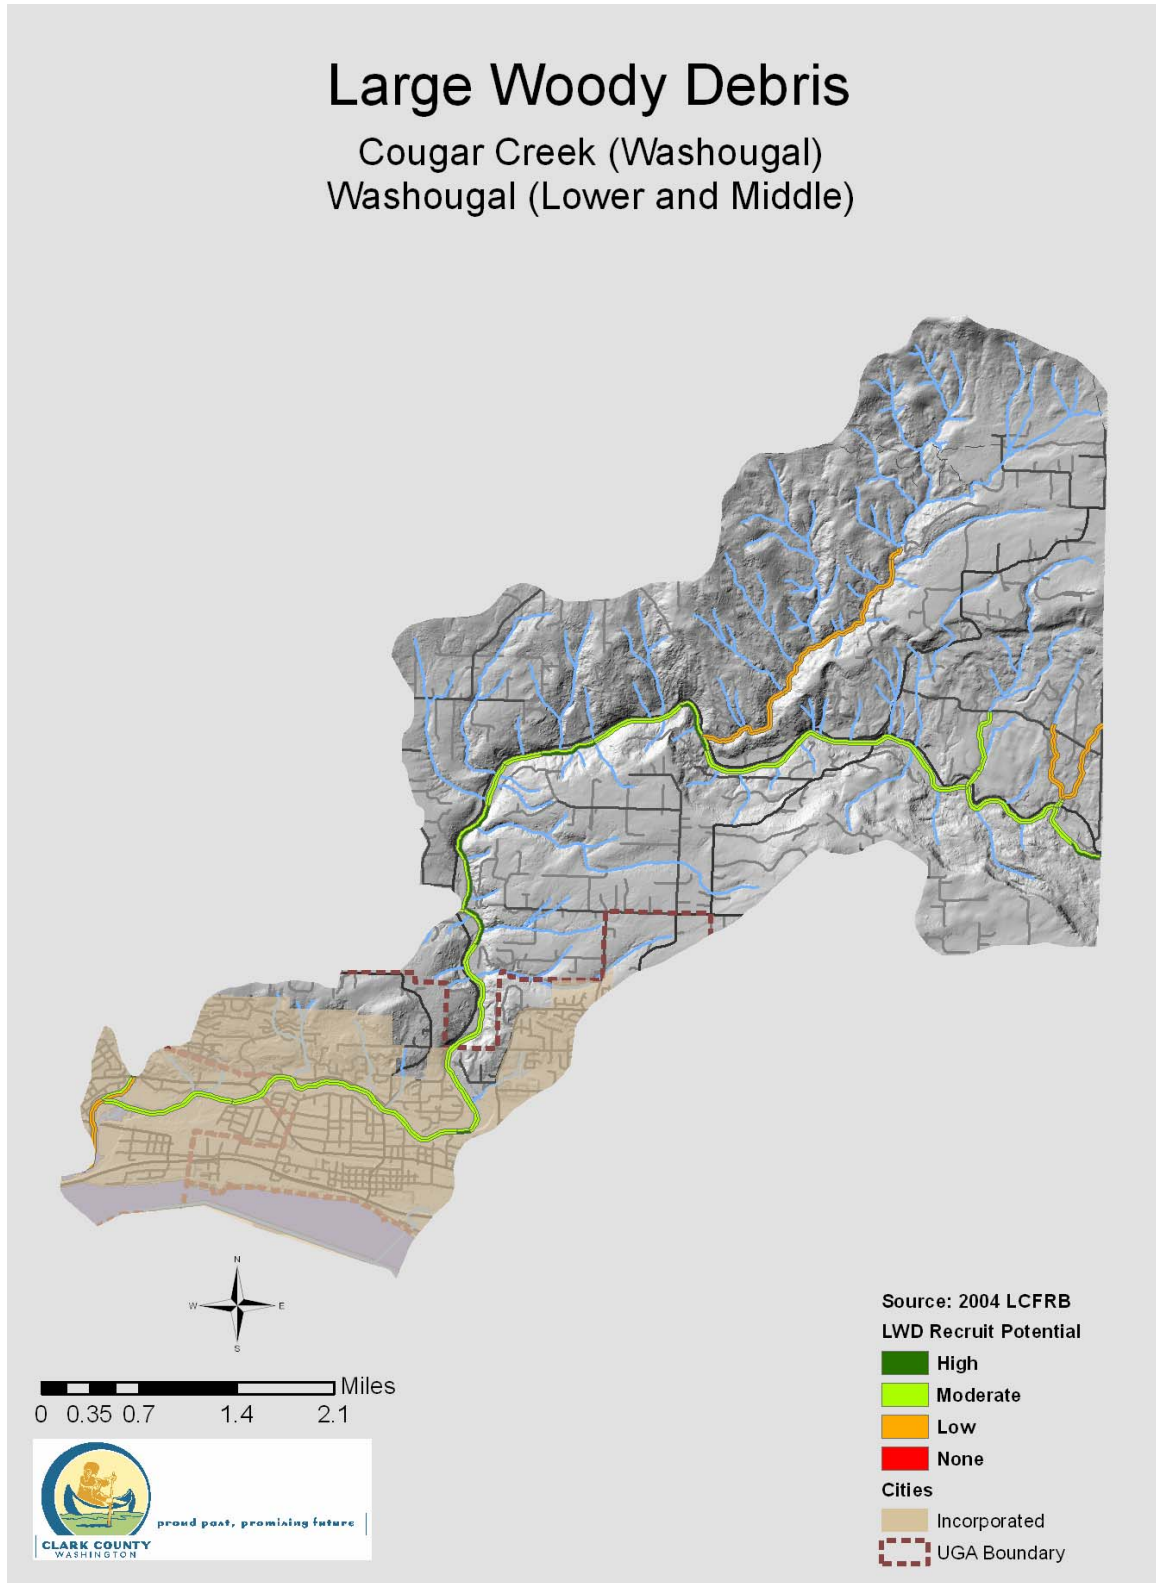 Large Woody Debris
Cougar Creek (Washougal)
Washougal (Lower and Middle)
N
W E
S
Miles
0 0.35 0.7 1.4 2.1
proud past, promising future
CLARK COUNTY
WASHINGTON
Source: 2004 LCFRB
LWD Recruit Potential
High
Moderate
Low
None
Cities
Incorporated
UGA Boundary